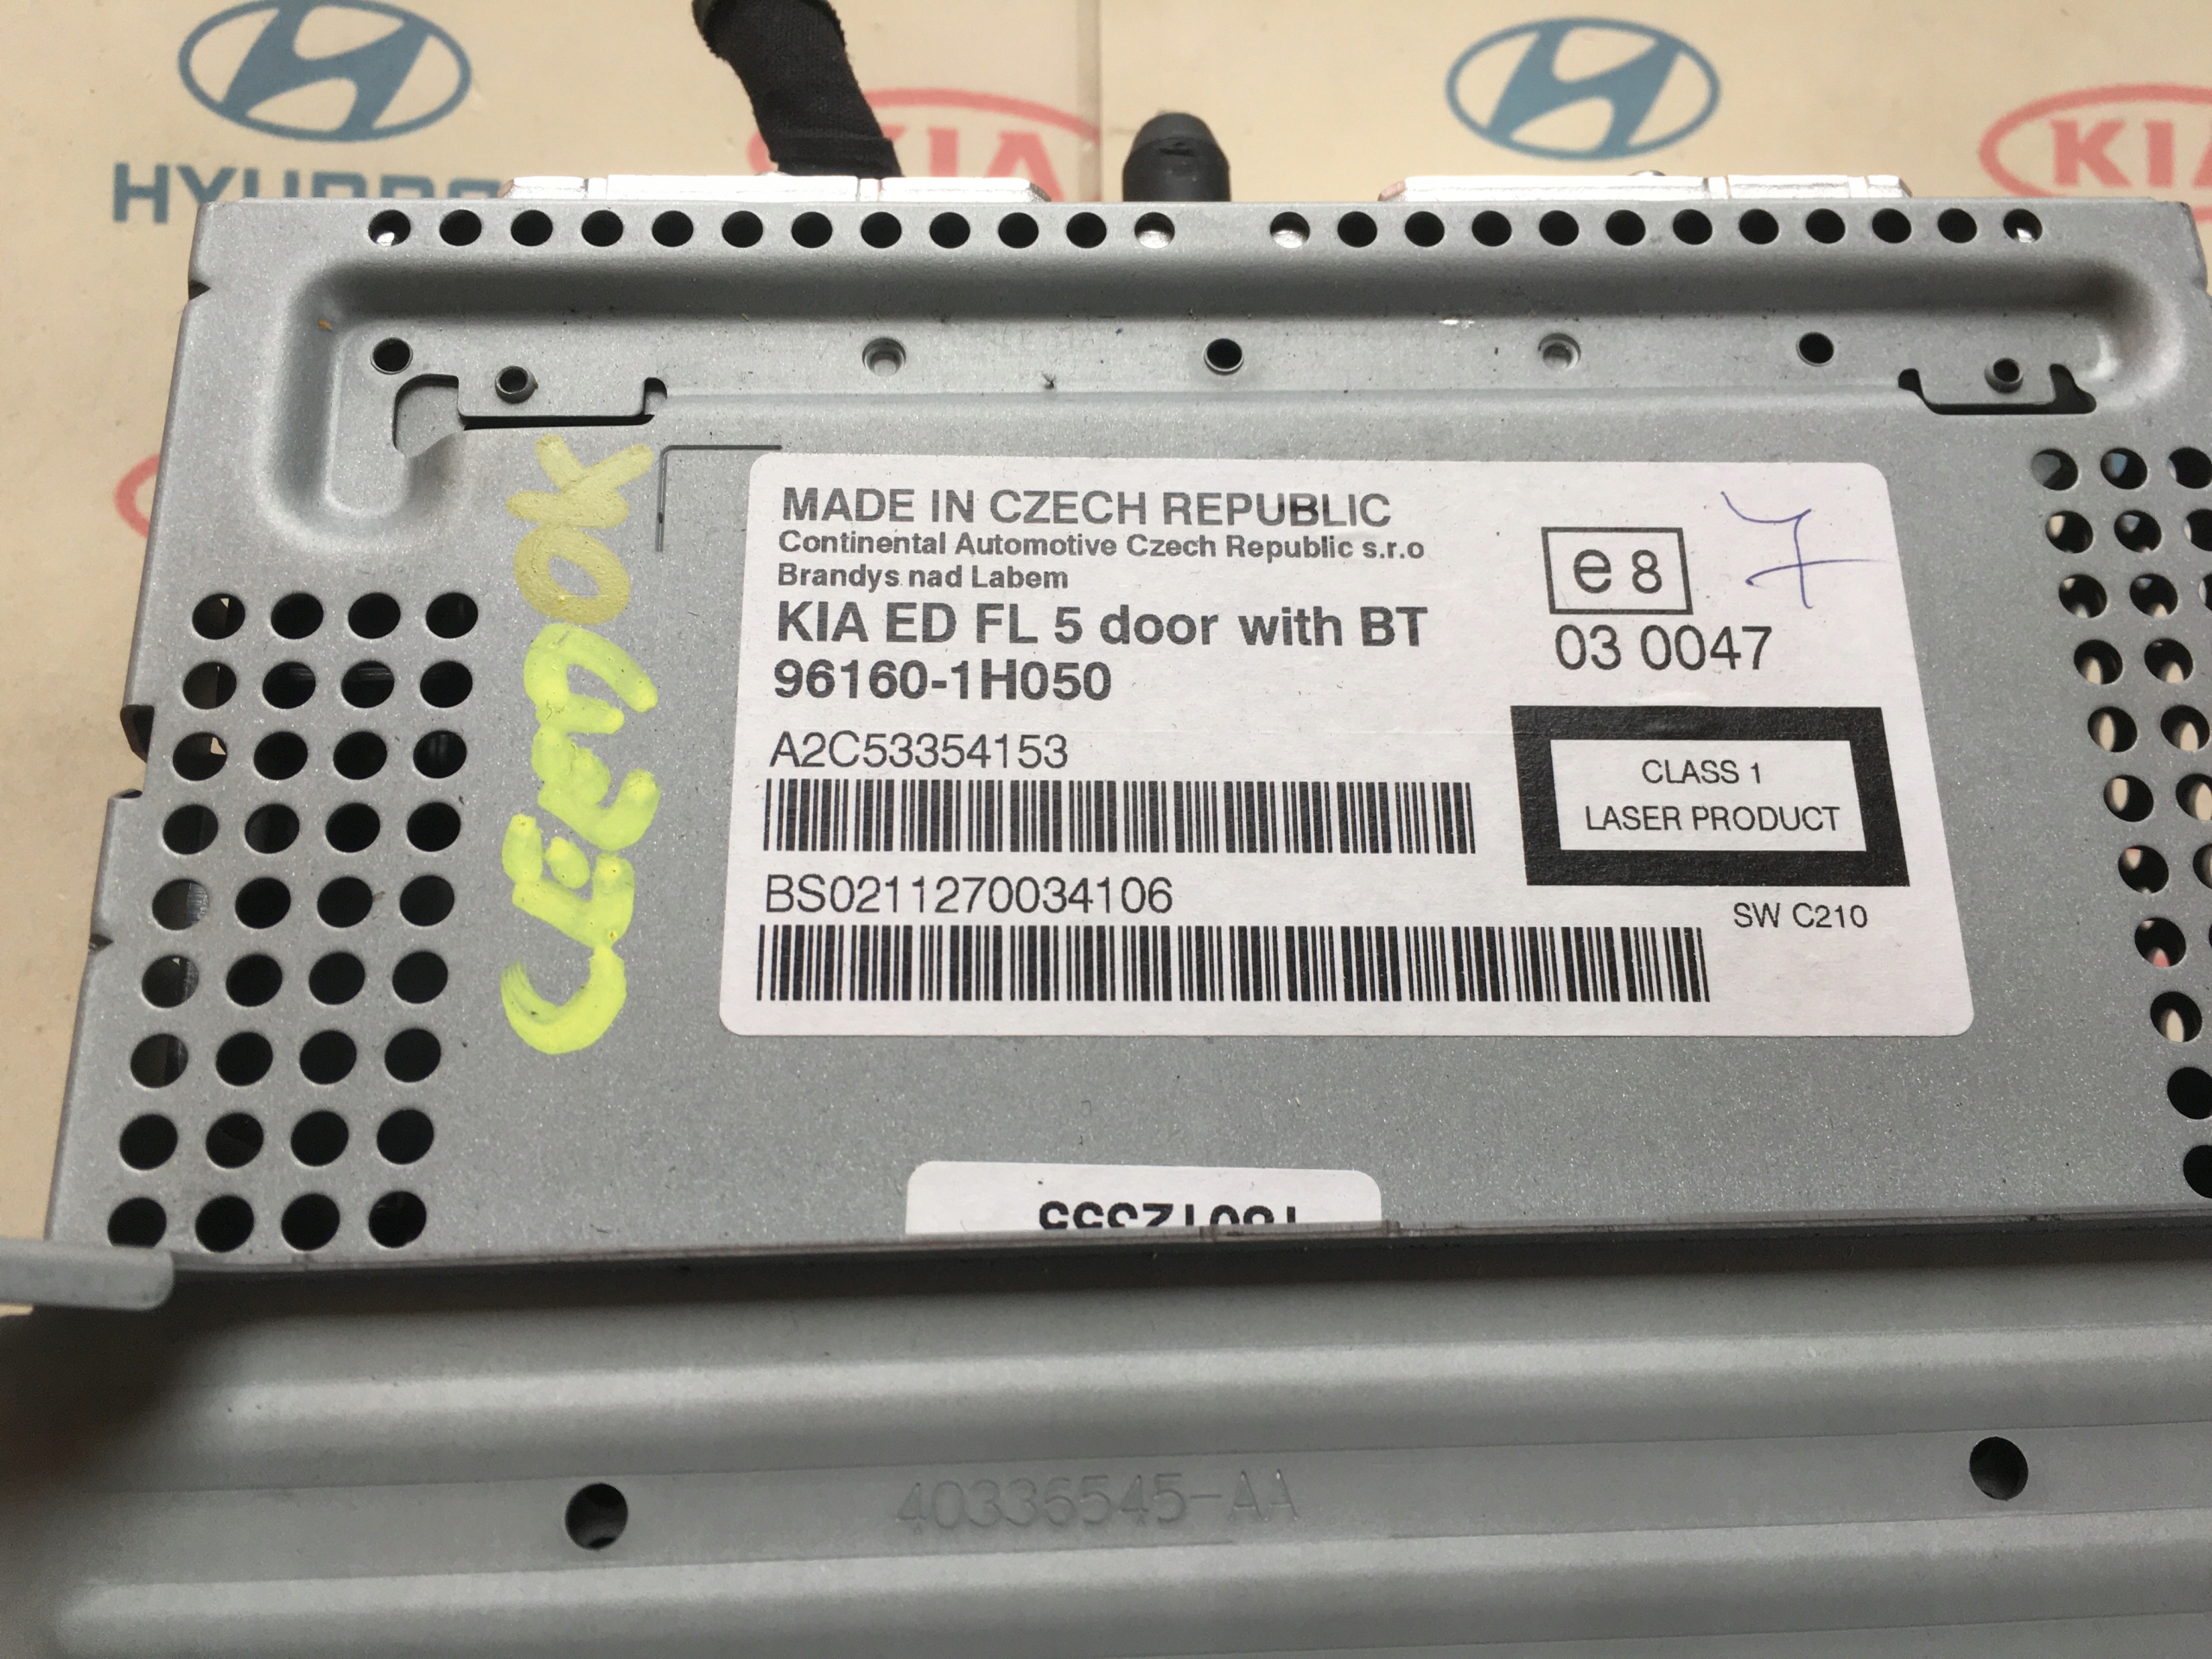 HYUNDAI
KIA
KIA
MADE IN CZECH REPUBLIC
Continental Automotive Czech Republic s.r.o
Brandys nad Labem
KIA ED FL 5 door with BT
96160-1H050
A2C53354153
BS0211270034106
e 8
03 0047
7
CLASS 1
LASER PRODUCT
SW C210
OK
40336545-AA